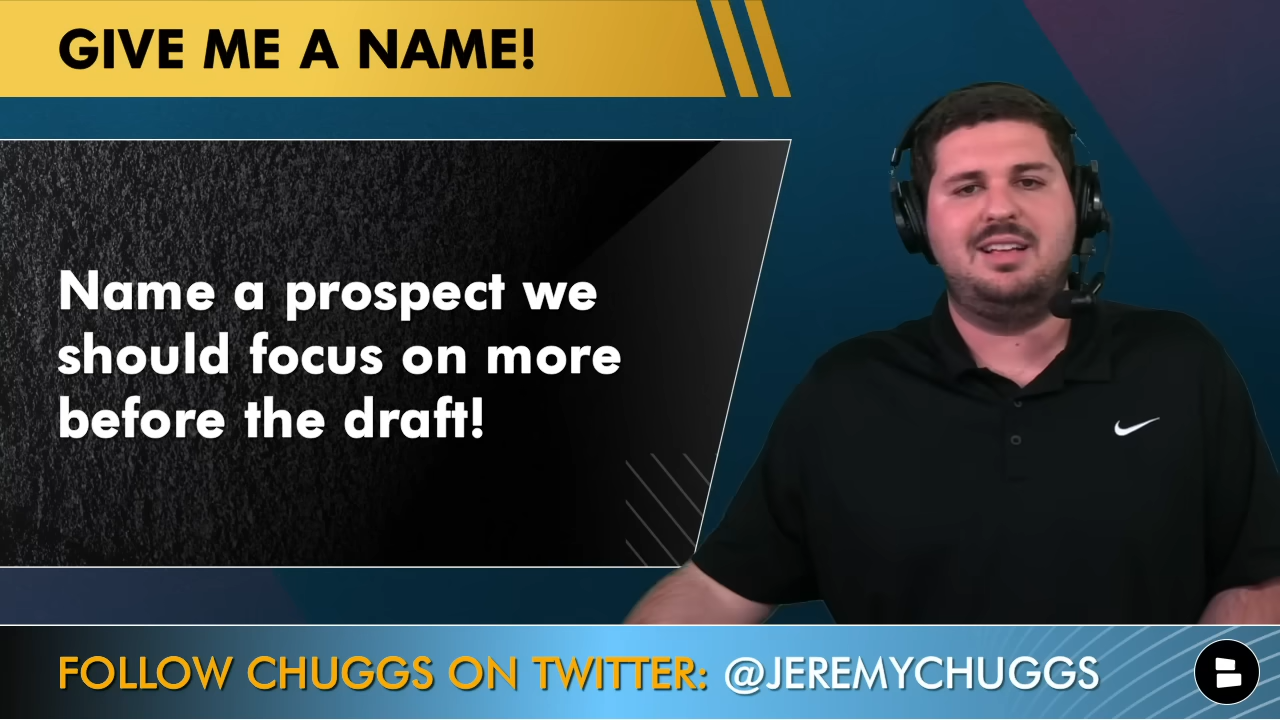 GIVE ME A NAME!
Name a prospect we
should focus on more
before the draft!
FOLLOW CHUGGS ON TWITTER: @JEREMYCHUGGS